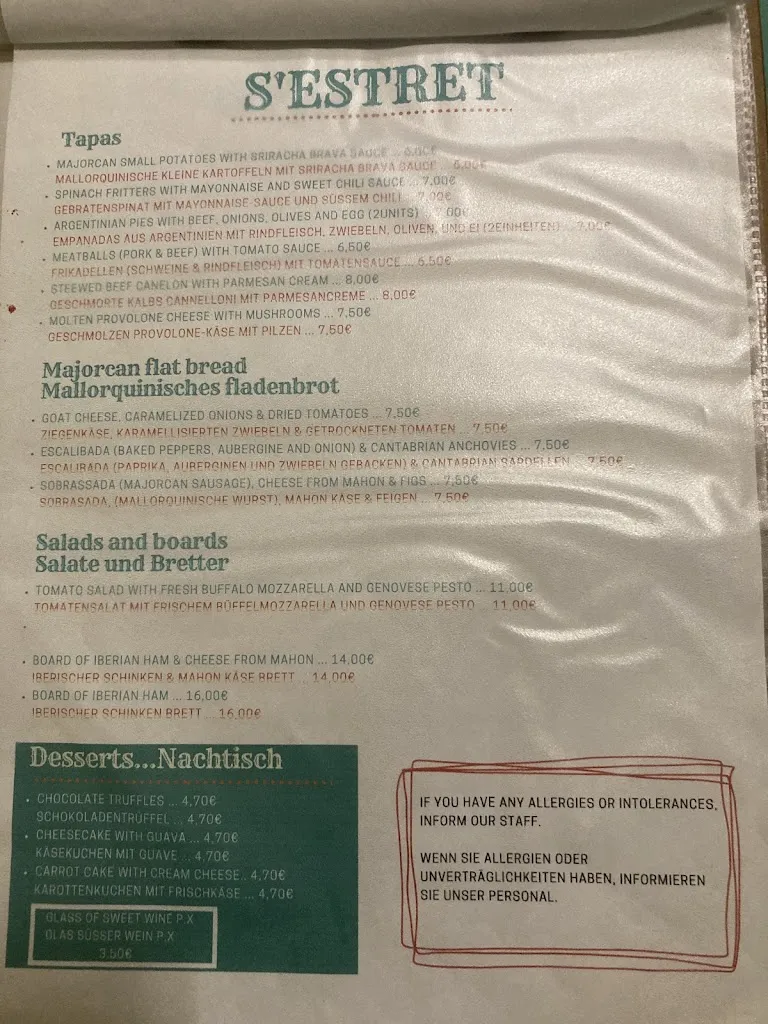 S'ESTRET
Tapas
• MAJORCAN SMALL POTATOES WITH SRIRACHA BRAVA SAUCE ... 6,00€
MALLORQUINISCHE KLEINE KARTOFFELN MIT SRIRACHA BRAVA SAUCE ... 6,00€
• SPINACH FRITTERS WITH MAYONNAISE AND SWEET CHILI SAUCE ... 7,00€
GEBRATENSPINAT MIT MAYONNAISE-SAUCE UND SÜSSEM CHILI ... 7,00€
• ARGENTINIAN PIES WITH BEEF, ONIONS, OLIVES AND EGG (2UNITS) ... 7,00€
EMPANADAS AUS ARGENTINIEN MIT RINDFLEISCH, ZWIEBELN, OLIVEN, UND EI (2EINHEITEN) ... 7,00€
• MEATBALLS (PORK & BEEF) WITH TOMATO SAUCE ... 6,50€
FRIKADELLEN (SCHWEINE & RINDFLEISCH) MIT TOMATENSAUCE ... 6,50€
• STEEWED BEEF CANELON WITH PARMESAN CREAM ... 8,00€
GESCHMORTE KALBS CANNELLONI MIT PARMESANCREME ... 8,00€
• MOLTEN PROVOLONE CHEESE WITH MUSHROOMS ... 7,50€
GESCHMOLZEN PROVOLONE-KÄSE MIT PILZEN ... 7,50€
Majorcan flat bread
Mallorquinisches fladenbrot
• GOAT CHEESE, CARAMELIZED ONIONS & DRIED TOMATOES ... 7,50€
ZIEGENKÄSE, KARAMELLISIERTEN ZWIEBELN & GETROCKNETEN TOMATEN ... 7,50€
• ESCALIBADA (BAKED PEPPERS, AUBERGINE AND ONION) & CANTABRIAN ANCHOVIES ... 7,50€
ESCALIBADA (PAPRIKA, AUBERGINEN UND ZWIEBELN GEBACKEN) & CANTABRIAN SARDELLEN ... 7,50€
• SOBRASSADA (MAJORCAN SAUSAGE), CHEESE FROM MAHON & FIGS ... 7,50€
SOBRASADA, (MALLORQUINISCHE WURST), MAHON KÄSE & FEIGEN ... 7,50€
Salads and boards
Salate und Bretter
• TOMATO SALAD WITH FRESH BUFFALO MOZZARELLA AND GENOVESE PESTO ... 11,00€
TOMATENSALAT MIT FRISCHEM BÜFFELMOZZARELLA UND GENOVESE PESTO ... 11,00€
•
• BOARD OF IBERIAN HAM & CHEESE FROM MAHON ... 14,00€
IBERISCHER SCHINKEN & MAHON KÄSE BRETT ... 14,00€
• BOARD OF IBERIAN HAM ... 16,00€
IBERISCHER SCHINKEN BRETT ... 16,00€
Desserts...Nachtisch
• CHOCOLATE TRUFFLES ... 4,70€
SCHOKOLADENTRÜFFEL ... 4,70€
• CHEESECAKE WITH GUAVA ... 4,70€
KÄSEKUCHEN MIT GUAVE ... 4,70€
• CARROT CAKE WITH CREAM CHEESE.. 4,70€
KAROTTENKUCHEN MIT FRISCHKÄSE ... 4,70€
GLASS OF SWEET WINE P.X
GLAS SÜSSER WEIN P.X
3,50€
IF YOU HAVE ANY ALLERGIES OR INTOLERANCES,
INFORM OUR STAFF.
WENN SIE ALLERGIEN ODER
UNVERTRÄGLICHKEITEN HABEN, INFORMIEREN
SIE UNSER PERSONAL.